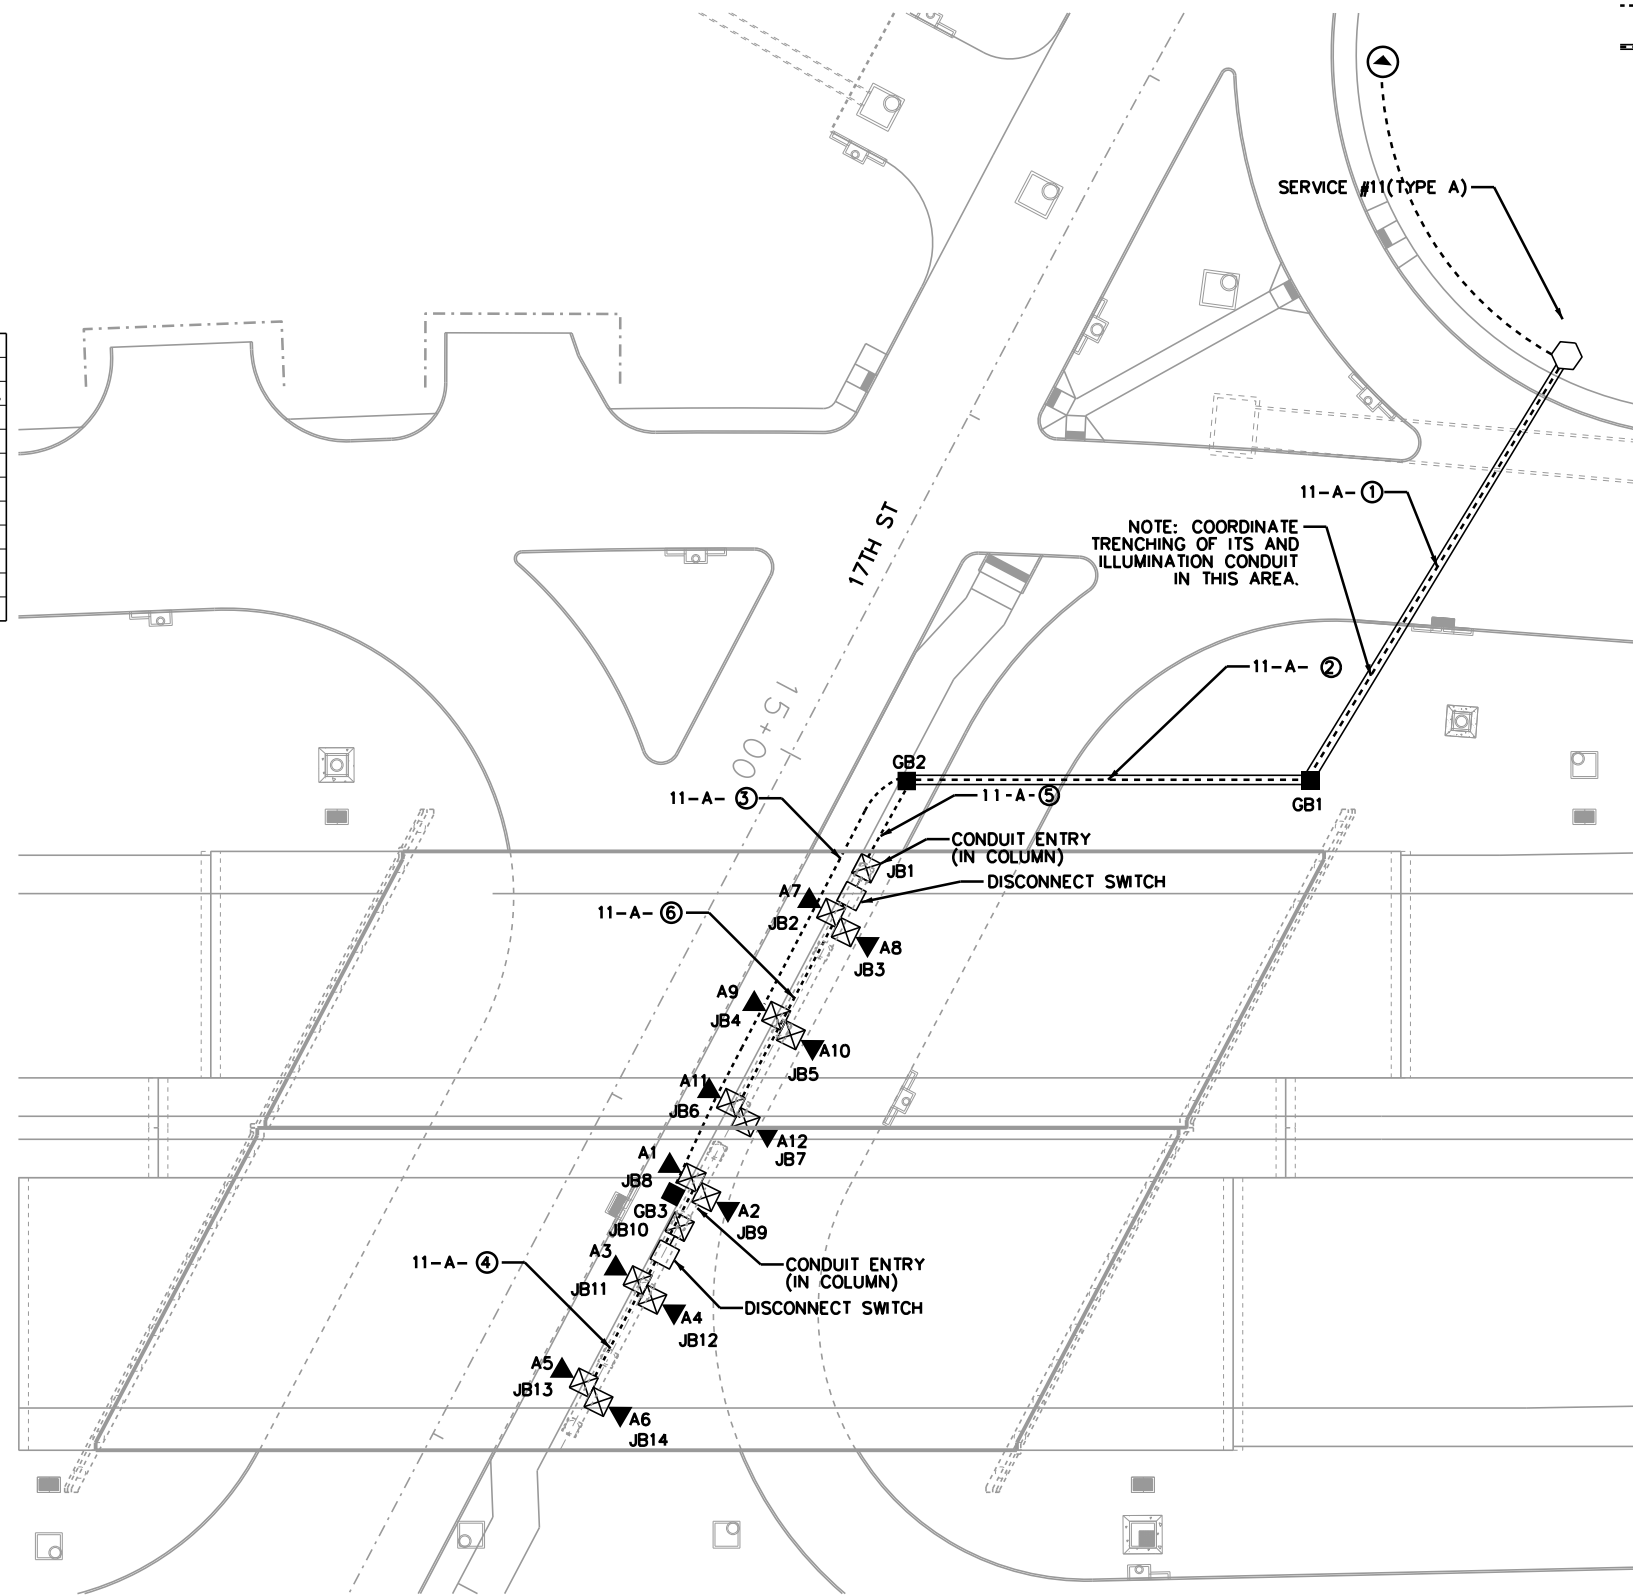 SERVICE #11(TYPE A)
11-A-①
NOTE: COORDINATE
TRENCHING OF ITS AND
ILLUMINATION CONDUIT
IN THIS AREA.
17TH ST
11-A- ②
15+00
GB2
GB1
11-A- ③
11-A-⑤
CONDUIT ENTRY
(IN COLUMN)
JB1
DISCONNECT SWITCH
A7
11-A- ⑥
JB2
A8
JB3
A9
JB4
A10
JB5
A11
JB6
A12
JB7
A1
JB8
GB3
A2
JB10
JB9
A3
11-A- ④
CONDUIT ENTRY
(IN COLUMN)
JB11
DISCONNECT SWITCH
A4
JB12
A5
JB13
A6
JB14